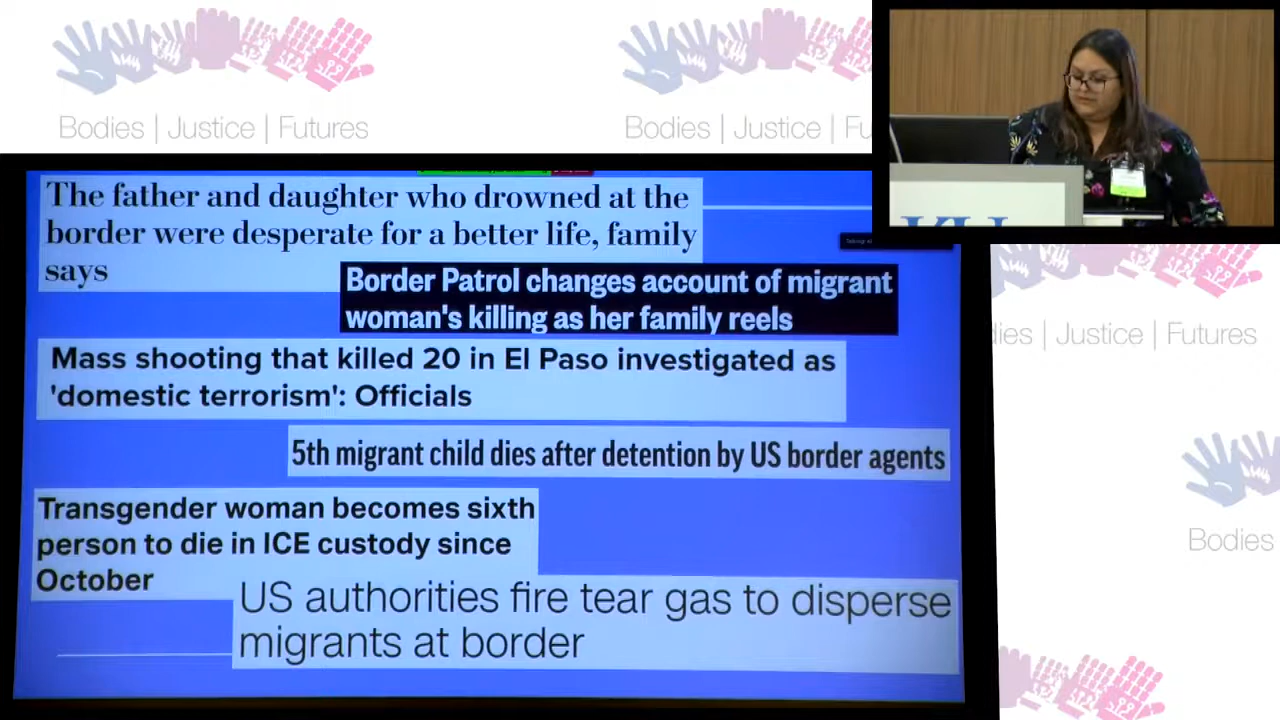 Bodies | Justice | Futures
Bodies | Justice | Fu
The father and daughter who drowned at the
border were desperate for a better life, family
says
Border Patrol changes account of migrant
woman's killing as her family reels
Mass shooting that killed 20 in El Paso investigated as
'domestic terrorism': Officials
5th migrant child dies after detention by US border agents
Transgender woman becomes sixth
person to die in ICE custody since
October
US authorities fire tear gas to disperse
migrants at border
dies | Justice | Futures
Bodies